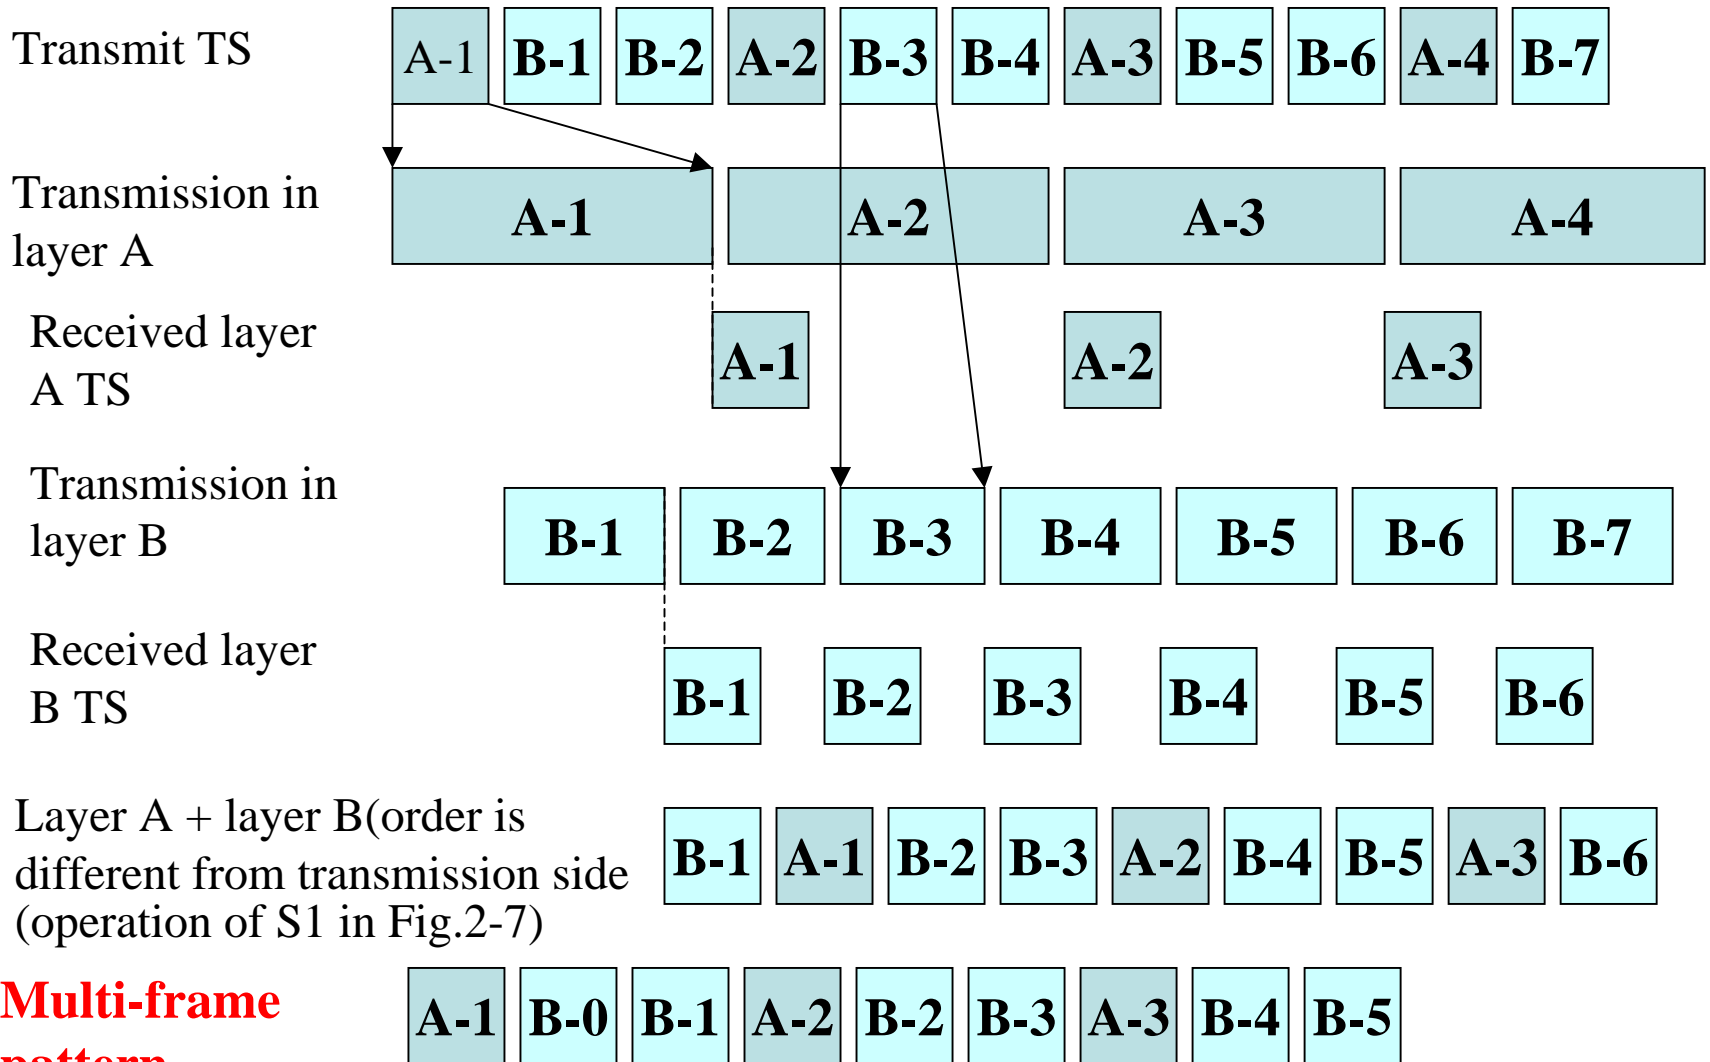 Transmit TS
A-1 B-1 B-2 A-2 B-3 B-4 A-3 B-5 B-6 A-4 B-7
Transmission in
layer A
A-1 A-2 A-3 A-4
Received layer
A TS
A-1 A-2 A-3
Transmission in
layer B
B-1 B-2 B-3 B-4 B-5 B-6 B-7
Received layer
B TS
B-1 B-2 B-3 B-4 B-5 B-6
Layer A + layer B(order is
different from transmission side
(operation of S1 in Fig.2-7)
B-1 A-1 B-2 B-3 A-2 B-4 B-5 A-3 B-6
Multi-frame
pattern
A-1 B-0 B-1 A-2 B-2 B-3 A-3 B-4 B-5